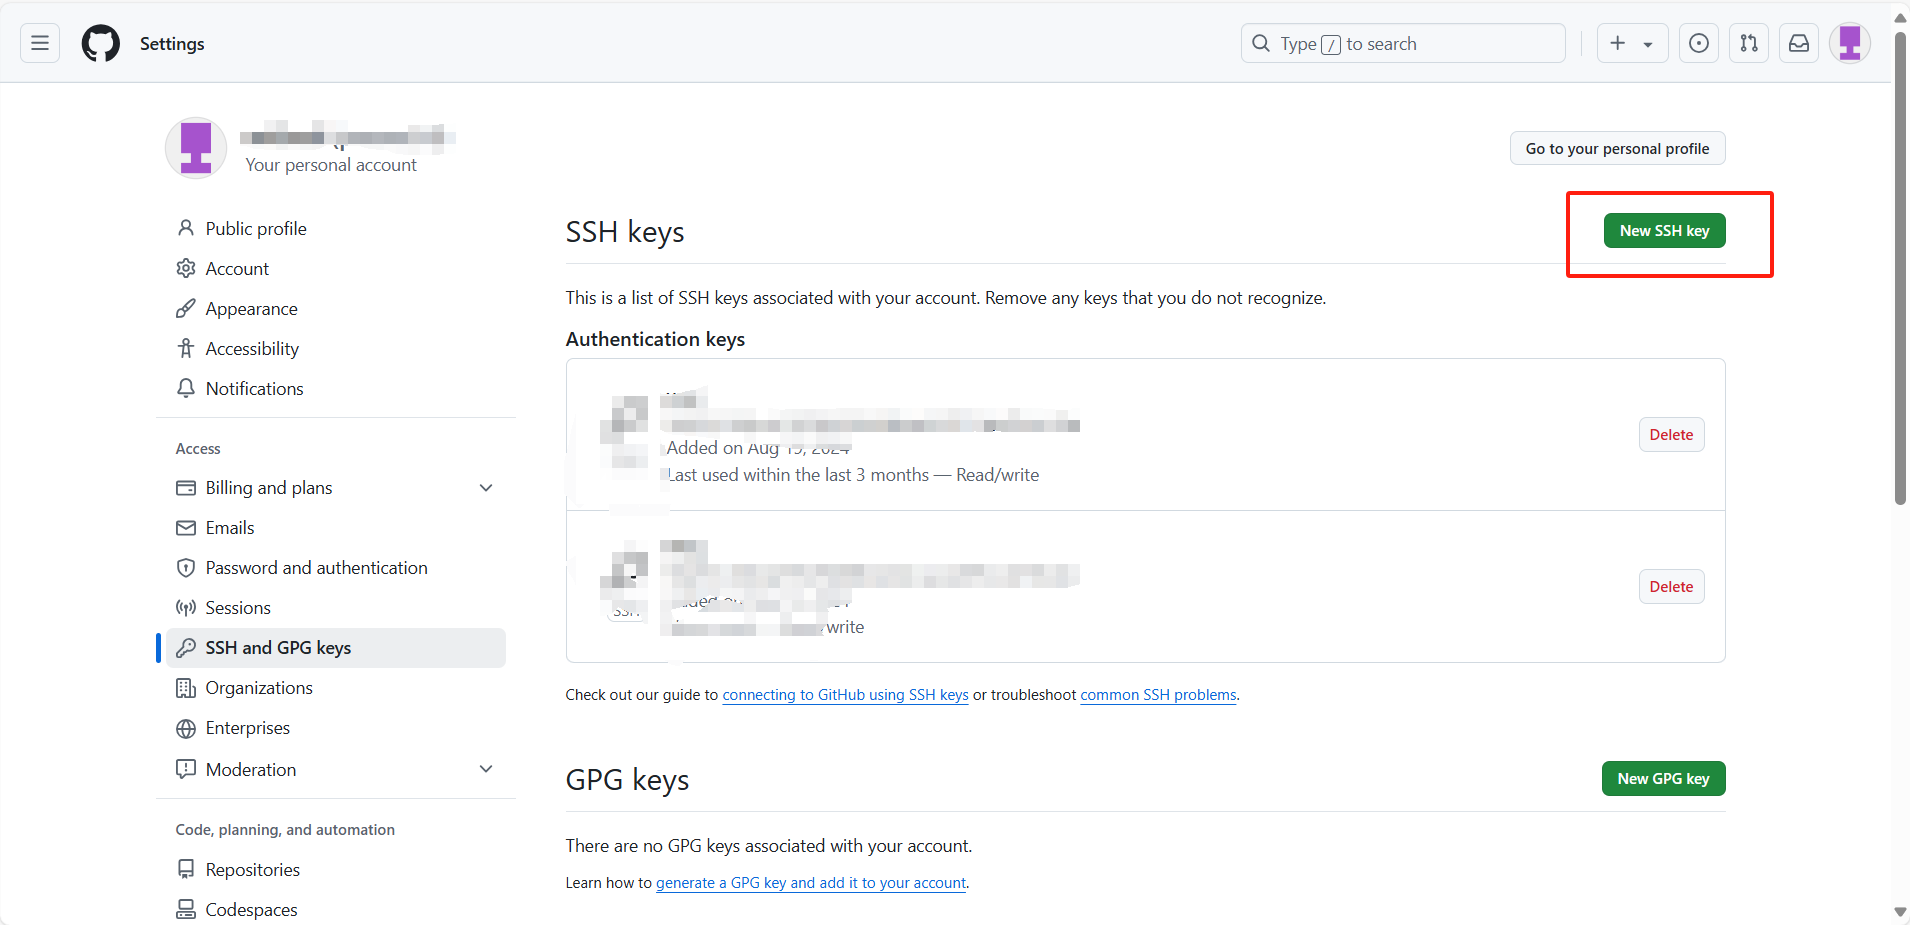 Settings
Type / to search
Your personal account
Go to your personal profile
Public profile
Account
Appearance
Accessibility
Notifications
Access
Billing and plans
Emails
Password and authentication
Sessions
SSH and GPG keys
Organizations
Enterprises
Moderation
Code, planning, and automation
Repositories
Codespaces
SSH keys
New SSH key
This is a list of SSH keys associated with your account. Remove any keys that you do not recognize.
Authentication keys
Added on Aug 19, 2024
Last used within the last 3 months — Read/write
Delete
SSH
/write
Delete
Check out our guide to connecting to GitHub using SSH keys or troubleshoot common SSH problems.
GPG keys
New GPG key
There are no GPG keys associated with your account.
Learn how to generate a GPG key and add it to your account.